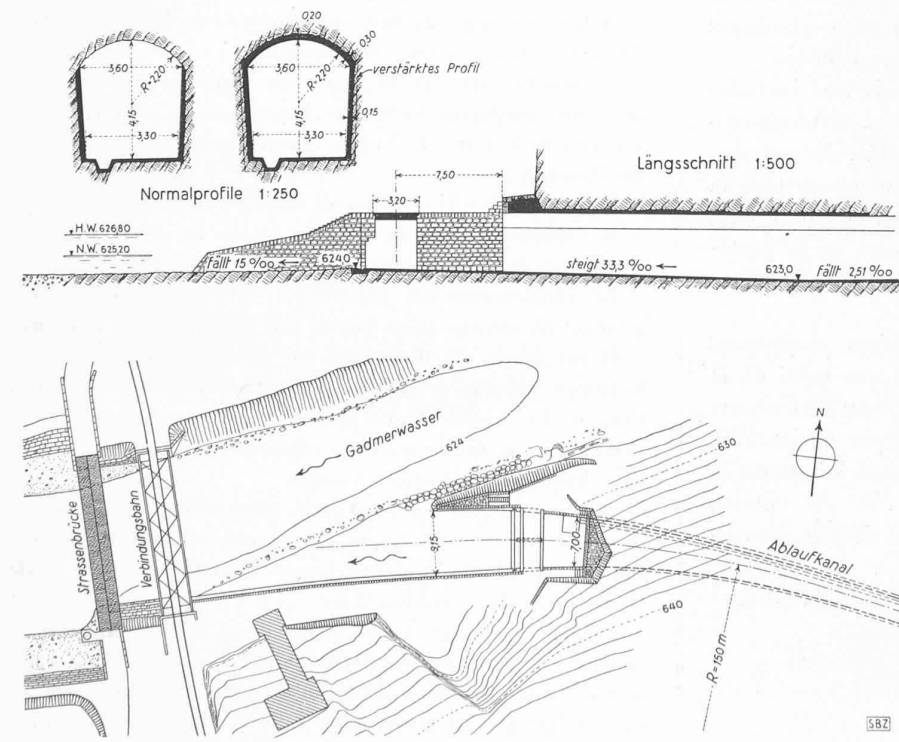 0,20
0,30
3,60
R=2,20
4,15
3,30
3,60
R=2,20
4,15
3,30
verstärktes Profil
0,15
Normalprofile 1:250
Längsschnitt 1:500
7,50
3,20
H.W. 626,80
N.W. 625,20
Fällt 15 ‰
624,0
steigt 33,3 ‰
623,0
Fällt 2,51 ‰
Gadmerwasser
624
630
N
Strassenbrücke
Verbindungsbahn
9,15
7,00
Ablaufkanal
640
R=150 m
SBZ